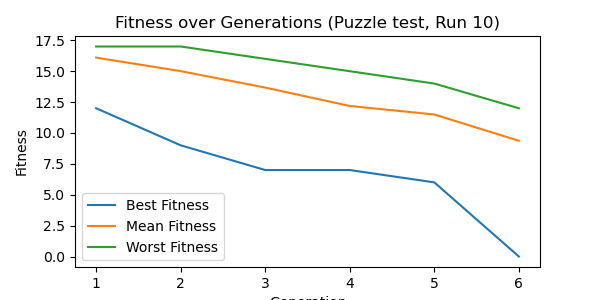 Fitness over Generations (Puzzle test, Run 10)
17.5
15.0
12.5
10.0
7.5
5.0
2.5
0.0
Fitness
Best Fitness
Mean Fitness
Worst Fitness
1 2 3 4 5 6
Generation